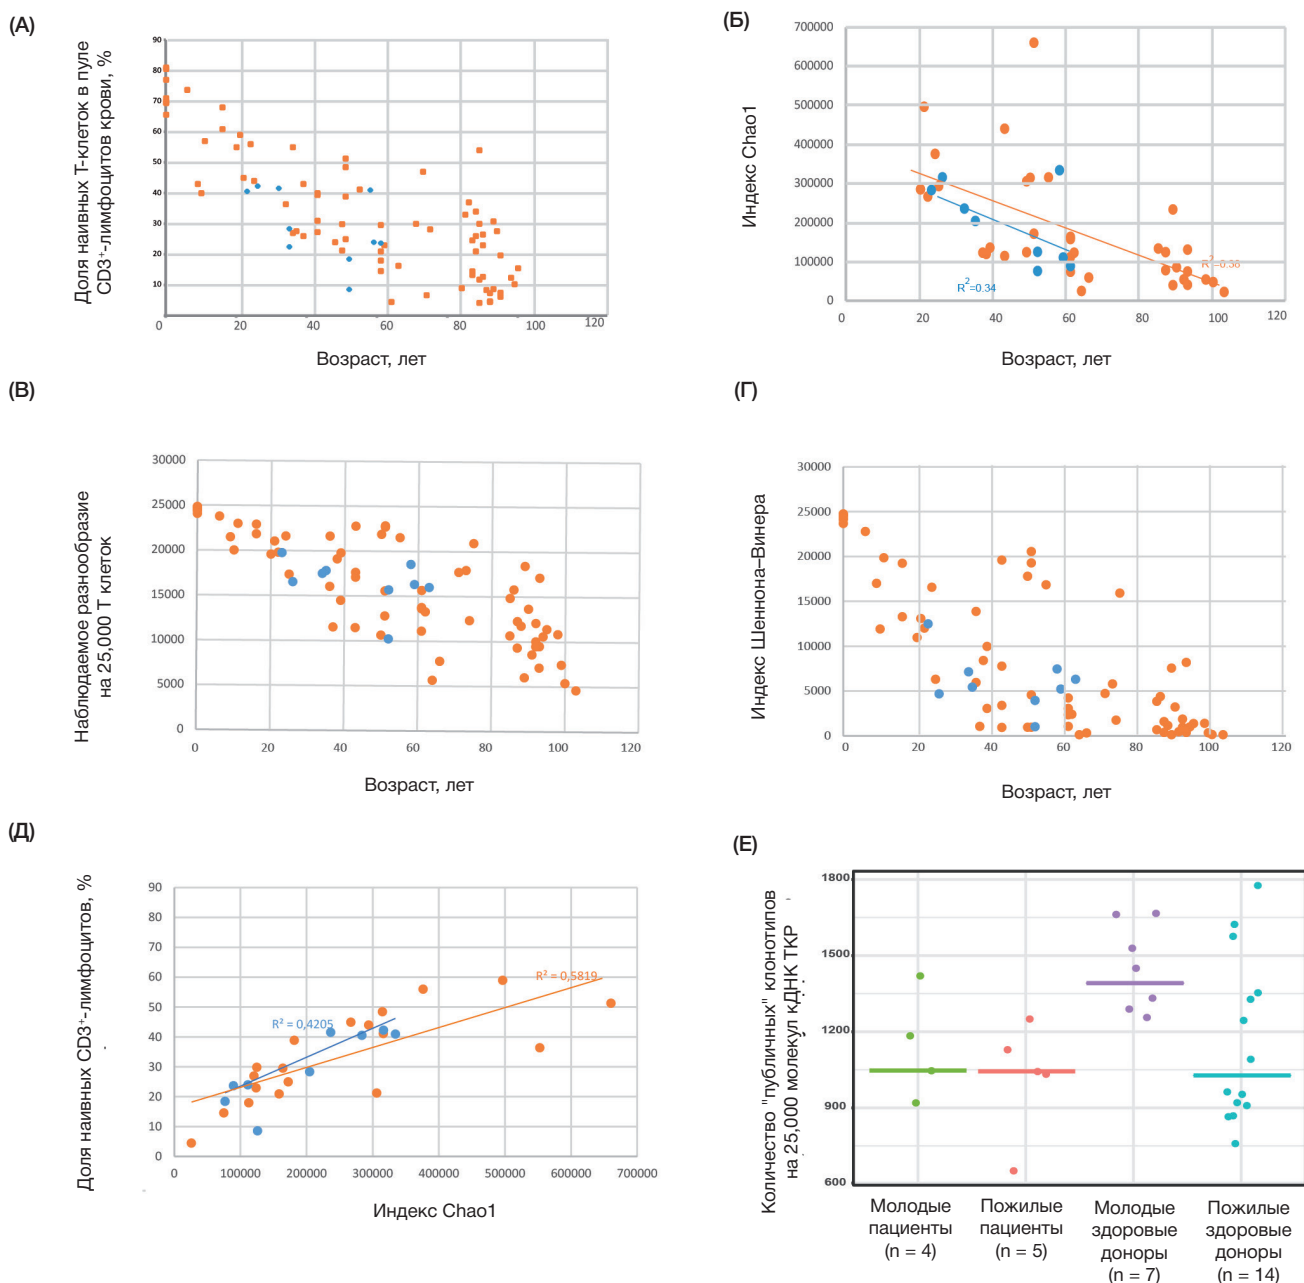 (А)
Доля наивных Т-клеток в пуле
CD3⁺-лимфоцитов крови, %
90
80
70
60
50
40
30
20
10
0
20
40
60
80
100
120
Возраст, лет
(Б)
Индекс Chao1
700000
600000
500000
400000
300000
200000
100000
0
R²=0.38
R²=0.34
0
20
40
60
80
100
120
Возраст, лет
(В)
Наблюдаемое разнообразие
на 25,000 Т клеток
30000
25000
20000
15000
10000
5000
0
0
20
40
60
80
100
120
Возраст, лет
(Г)
Индекс Шеннона–Винера
30000
25000
20000
15000
10000
5000
0
0
20
40
60
80
100
120
Возраст, лет
(Д)
Доля наивных CD3⁺-лимфоцитов, %
90
80
70
60
50
40
30
20
10
0
R² = 0,5819
R² = 0,4205
0
100000
200000
300000
400000
500000
600000
700000
Индекс Chao1
(Е)
Количество "публичных" клонотипов
на 25,000 молекул кДНК ТКР
1800
1500
1200
900
600
Молодые
пациенты
(n = 4)
Пожилые
пациенты
(n = 5)
Молодые
здоровые
доноры
(n = 7)
Пожилые
здоровые
доноры
(n = 14)